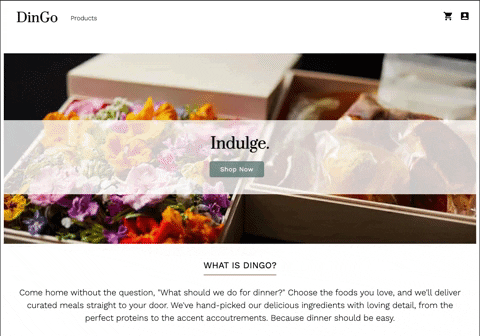 DinGo Products
Indulge.
Shop Now
WHAT IS DINGO?
Come home without the question, "What should we do for dinner?" Choose the foods you love, and we'll deliver
curated meals straight to your door. We've hand-picked our delicious ingredients with loving detail, from the
perfect proteins to the accent accoutrements. Because dinner should be easy.